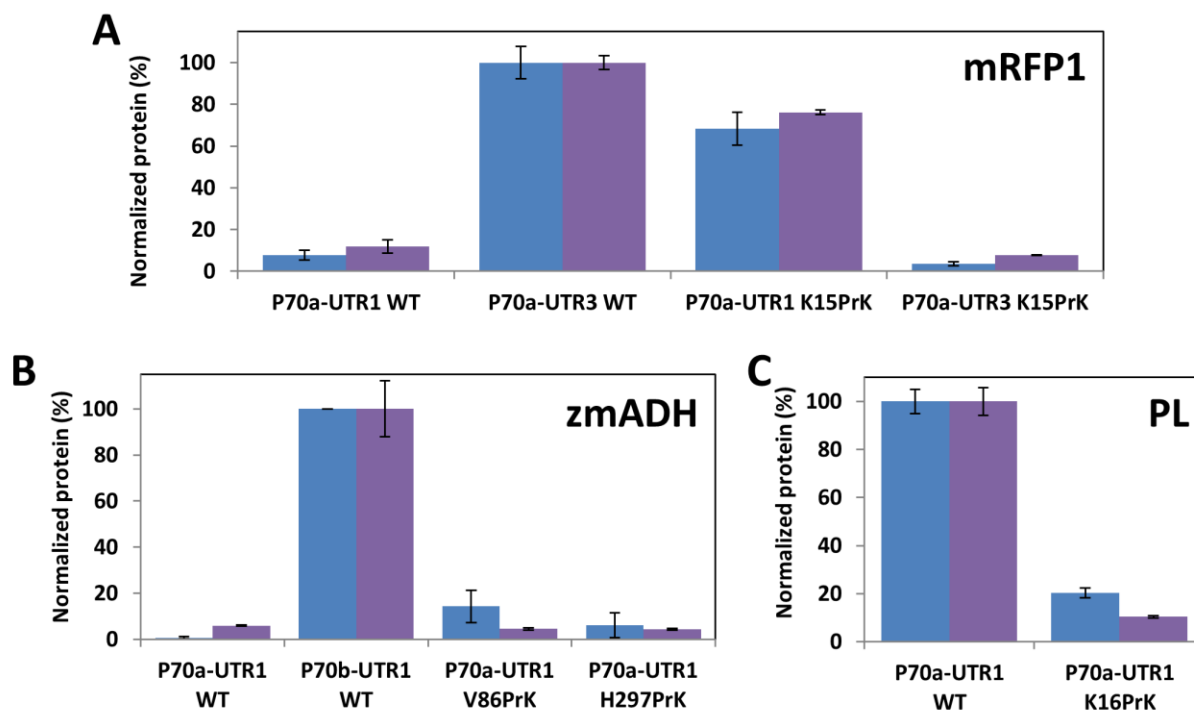 A
mRFP1
Normalized protein (%)
100
80
60
40
20
0
P70a-UTR1 WT P70a-UTR3 WT P70a-UTR1 K15PrK P70a-UTR3 K15PrK
B
zmADH
Normalized protein (%)
100
80
60
40
20
0
P70a-UTR1 P70b-UTR1 P70a-UTR1 P70a-UTR1
WT WT V86PrK H297PrK
C
PL
Normalized protein (%)
100
80
60
40
20
0
P70a-UTR1 P70a-UTR1
WT K16PrK